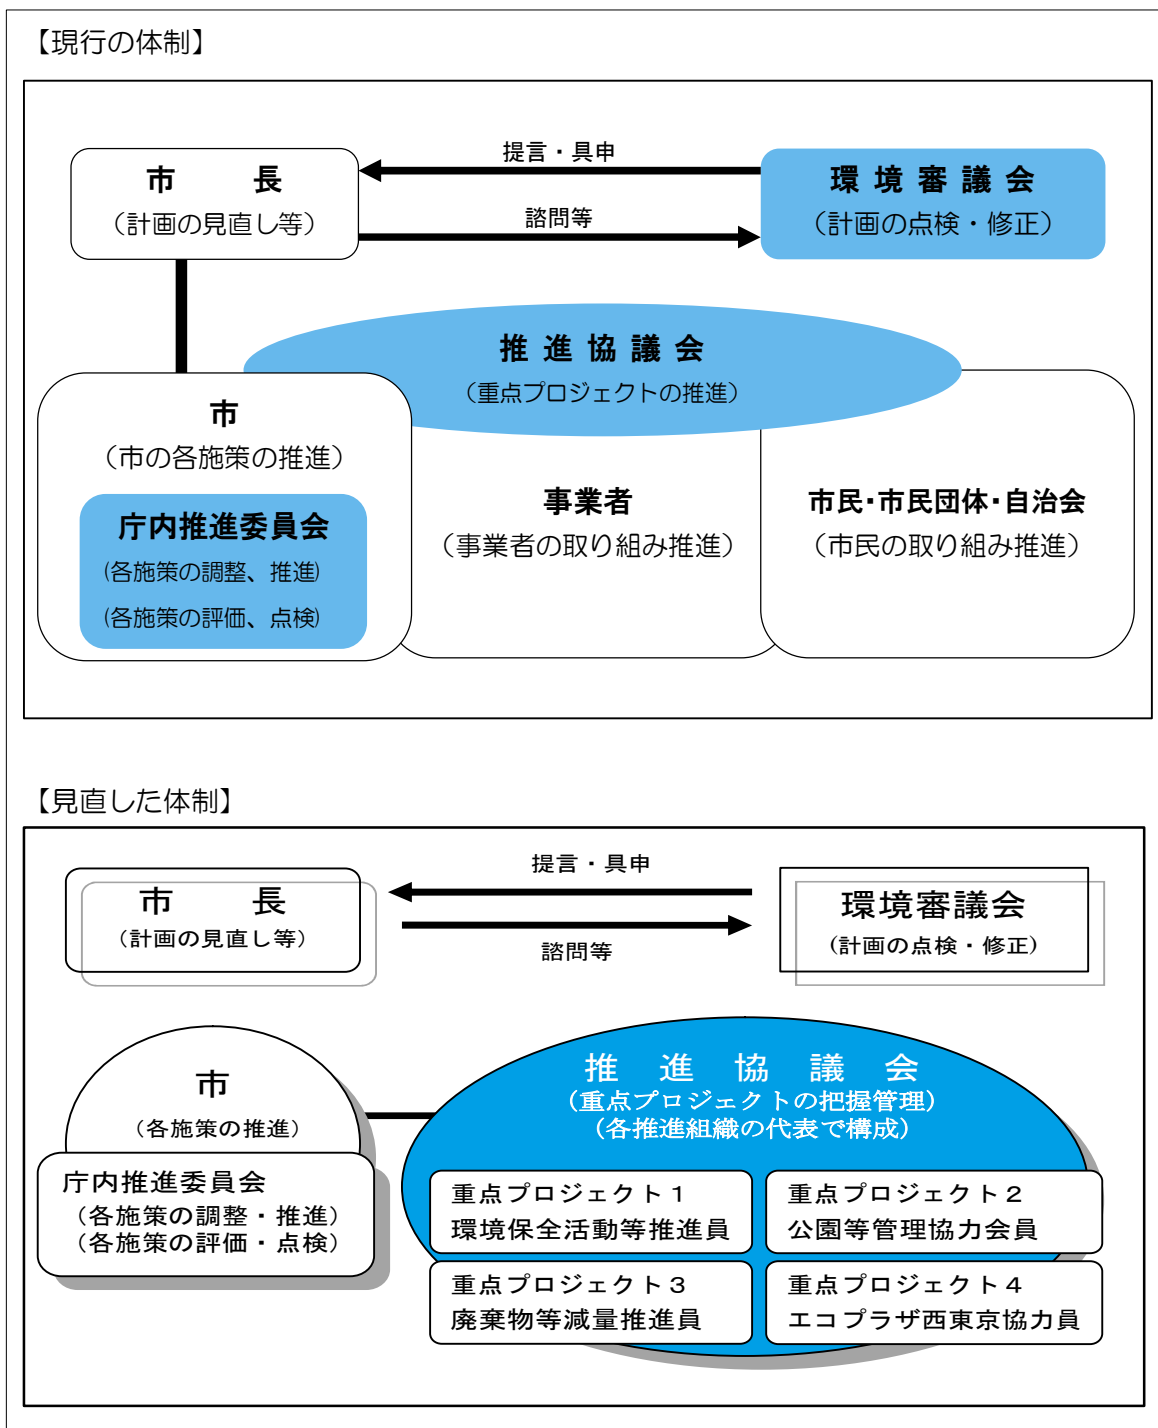 【現行の体制】
提言・具申
市　　長
（計画の見直し等）
環 境 審 議 会
（計画の点検・修正）
諮問等
推 進 協 議 会
（重点プロジェクトの推進）
市
（市の各施策の推進）
庁内推進委員会
(各施策の調整、推進)
(各施策の評価、点検)
事業者
（事業者の取り組み推進）
市民・市民団体・自治会
（市民の取り組み推進）
【見直した体制】
提言・具申
市　　長
（計画の見直し等）
環境審議会
(計画の点検・修正)
諮問等
市
（各施策の推進）
庁内推進委員会
（各施策の調整・推進）
（各施策の評価・点検）
推　進　協　議　会
（重点プロジェクトの把握管理）
（各推進組織の代表で構成）
重点プロジェクト１
環境保全活動等推進員
重点プロジェクト２
公園等管理協力会員
重点プロジェクト３
廃棄物等減量推進員
重点プロジェクト４
エコプラザ西東京協力員